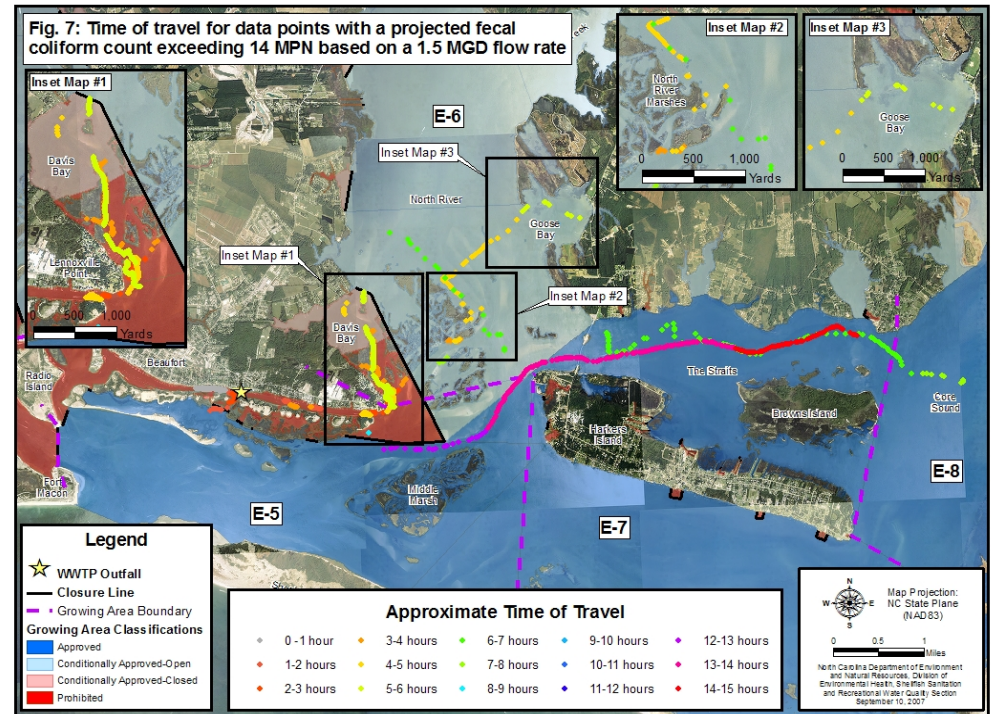 Fig. 7: Time of travel for data points with a projected fecal
coliform count exceeding 14 MPN based on a 1.5 MGD flow rate
Inset Map #1
Davis
Bay
Lennoxville
Point
0 500 1,000
Yards
Inset Map #2
North
River
Marshes
0 500 1,000
Yards
Inset Map #3
Goose
Bay
0 500 1,000
Yards
Creek
E-6
Inset Map #3
North River
Goose
Bay
Inset Map #1
Inset Map #2
Davis
Bay
Radio
Island
Beaufort
The Straits
Browns Island
Core
Sound
Harkers
Island
Fort
Macon
Middle
Marsh
E-8
E-5
E-7
Legend
WWTP Outfall
Closure Line
Growing Area Boundary
Growing Area Classifications
Approved
Conditionally Approved-Open
Conditionally Approved-Closed
Prohibited
Approximate Time of Travel
0 -1 hour 3-4 hours 6-7 hours 9-10 hours 12-13 hours
1-2 hours 4-5 hours 7-8 hours 10-11 hours 13-14 hours
2-3 hours 5-6 hours 8-9 hours 11-12 hours 14-15 hours
N
W E
S
Map Projection:
NC State Plane
(NAD83)
0 0.5 1
Miles
North Carolina Department of Environment
and Natural Resources, Division of
Environmental Health, Shellfish Sanitation
and Recreational Water Quality Section
September 10, 2007